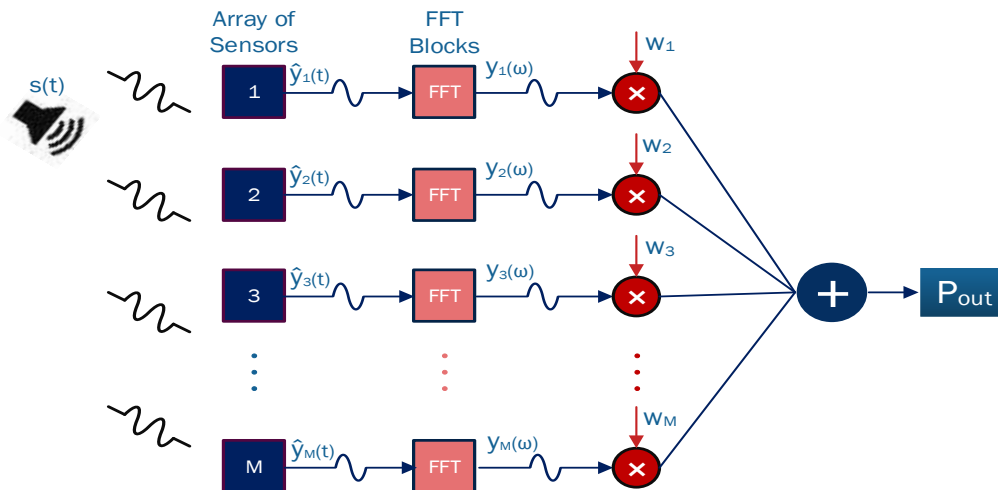 Array of
Sensors
FFT
Blocks
s(t)
1
ŷ₁(t)
FFT
y₁(ω)
w₁
×
2
ŷ₂(t)
FFT
y₂(ω)
w₂
×
3
ŷ₃(t)
FFT
y₃(ω)
w₃
×
+
Pout
M
ŷM(t)
FFT
yM(ω)
wM
×